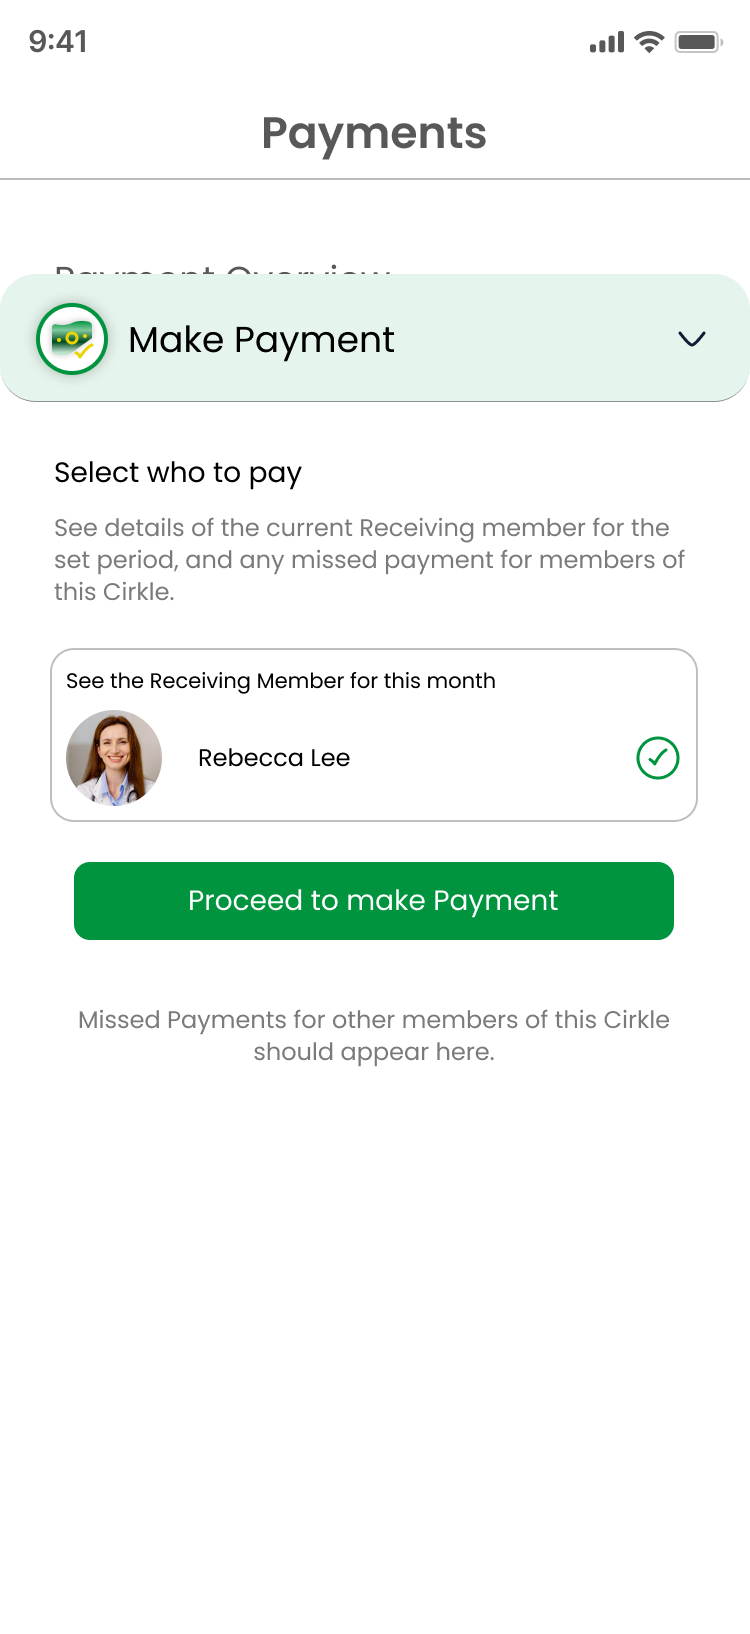 9:41
Payments
Payment Overview
Make Payment
Select who to pay
See details of the current Receiving member for the
set period, and any missed payment for members of
this Cirkle.
See the Receiving Member for this month
Rebecca Lee
Proceed to make Payment
Missed Payments for other members of this Cirkle
should appear here.